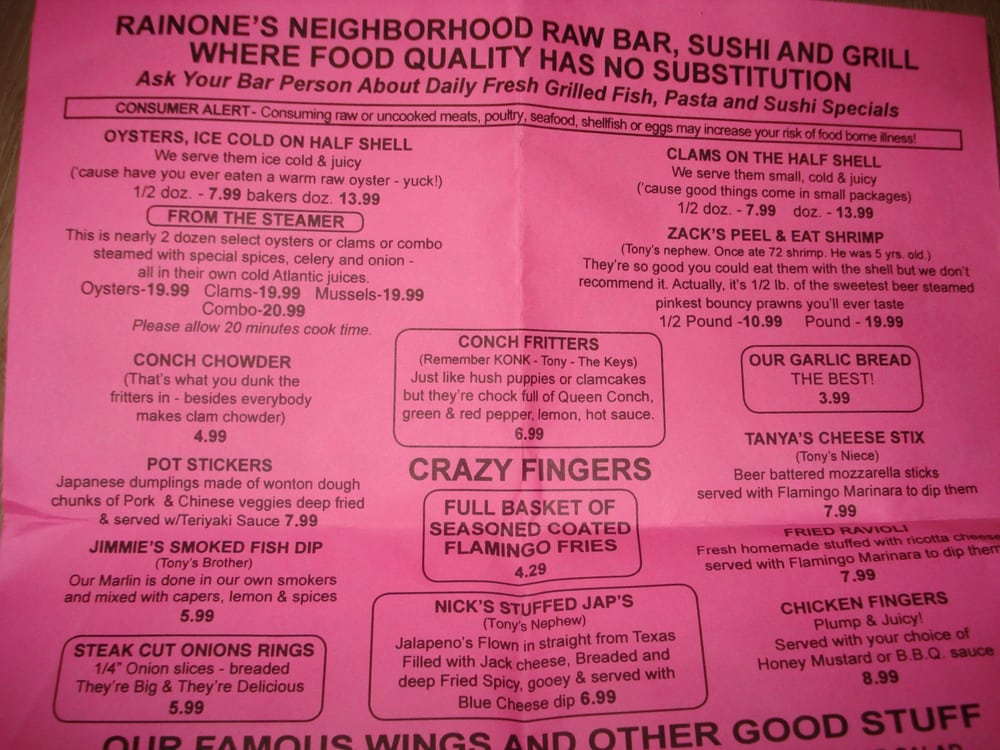 RAINONE'S NEIGHBORHOOD RAW BAR, SUSHI AND GRILL
WHERE FOOD QUALITY HAS NO SUBSTITUTION
Ask Your Bar Person About Daily Fresh Grilled Fish, Pasta and Sushi Specials
CONSUMER ALERT - Consuming raw or uncooked meats, poultry, seafood, shellfish or eggs may increase your risk of food borne illness!
OYSTERS, ICE COLD ON HALF SHELL
We serve them ice cold & juicy
('cause have you ever eaten a warm raw oyster - yuck!)
1/2 doz. - 7.99 bakers doz. 13.99
FROM THE STEAMER
This is nearly 2 dozen select oysters or clams or combo
steamed with special spices, celery and onion -
all in their own cold Atlantic juices.
Oysters-19.99 Clams-19.99 Mussels-19.99
Combo-20.99
Please allow 20 minutes cook time.
CLAMS ON THE HALF SHELL
We serve them small, cold & juicy
('cause good things come in small packages)
1/2 doz. - 7.99 doz. - 13.99
ZACK'S PEEL & EAT SHRIMP
(Tony's nephew. Once ate 72 shrimp. He was 5 yrs. old.)
They're so good you could eat them with the shell but we don't
recommend it. Actually, it's 1/2 lb. of the sweetest beer steamed
pinkest bouncy prawns you'll ever taste
1/2 Pound -10.99 Pound - 19.99
CONCH CHOWDER
(That's what you dunk the
fritters in - besides everybody
makes clam chowder)
4.99
CONCH FRITTERS
(Remember KONK - Tony - The Keys)
Just like hush puppies or clamcakes
but they're chock full of Queen Conch,
green & red pepper, lemon, hot sauce.
6.99
OUR GARLIC BREAD
THE BEST!
3.99
CRAZY FINGERS
POT STICKERS
Japanese dumplings made of wonton dough
chunks of Pork & Chinese veggies deep fried
& served w/Teriyaki Sauce 7.99
JIMMIE'S SMOKED FISH DIP
(Tony's Brother)
Our Marlin is done in our own smokers
and mixed with capers, lemon & spices
5.99
STEAK CUT ONIONS RINGS
1/4" Onion slices - breaded
They're Big & They're Delicious
5.99
FULL BASKET OF
SEASONED COATED
FLAMINGO FRIES
4.29
NICK'S STUFFED JAP'S
(Tony's Nephew)
Jalapeno's Flown in straight from Texas
Filled with Jack cheese, Breaded and
deep Fried Spicy, gooey & served with
Blue Cheese dip 6.99
TANYA'S CHEESE STIX
(Tony's Niece)
Beer battered mozzarella sticks
served with Flamingo Marinara to dip them
7.99
FRIED RAVIOLI
Fresh homemade stuffed with ricotta cheese
served with Flamingo Marinara to dip them
7.99
CHICKEN FINGERS
Plump & Juicy!
Served with your choice of
Honey Mustard or B.B.Q. sauce
8.99
OUR FAMOUS WINGS AND OTHER GOOD STUFF